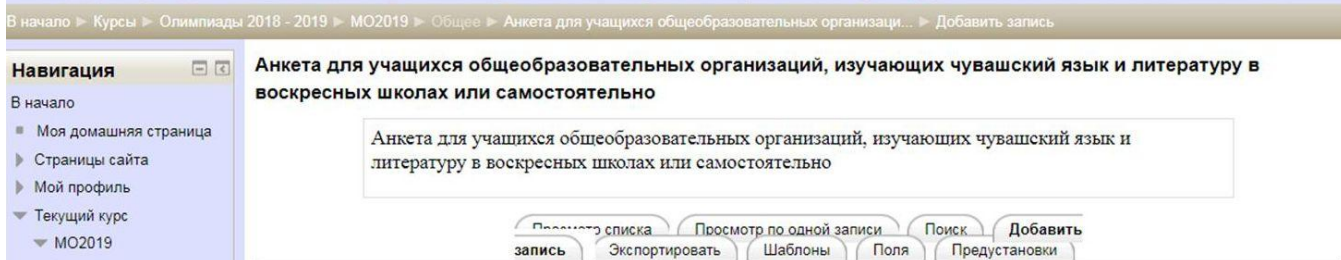 В начало ► Курсы ► Олимпиады 2018 - 2019 ► МО2019 ► Общее ► Анкета для учащихся общеобразовательных организаци... ► Добавить запись
Навигация
В начало
Моя домашняя страница
Страницы сайта
Мой профиль
Текущий курс
МО2019
Анкета для учащихся общеобразовательных организаций, изучающих чувашский язык и литературу в
воскресных школах или самостоятельно
Анкета для учащихся общеобразовательных организаций, изучающих чувашский язык и
литературу в воскресных школах или самостоятельно
Просмотр списка Просмотр по одной записи Поиск Добавить
запись Экспортировать Шаблоны Поля Предустановки